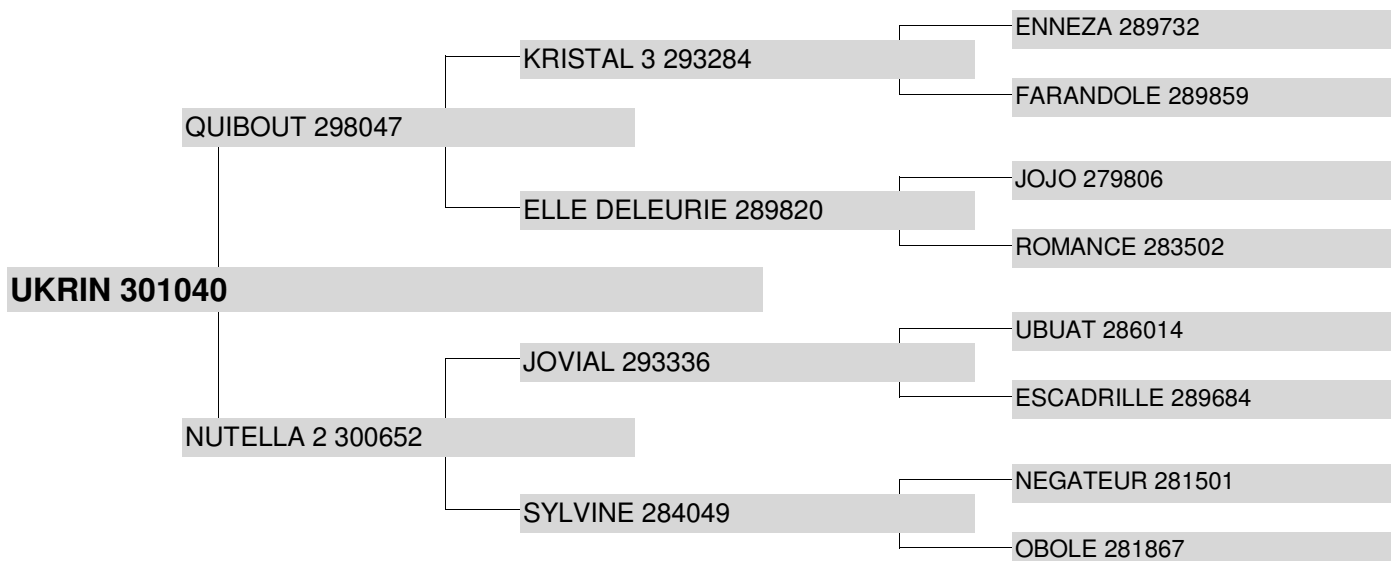 ENNEZA 289732
KRISTAL 3 293284
FARANDOLE 289859
QUIBOUT 298047
JOJO 279806
ELLE DELEURIE 289820
ROMANCE 283502
UKRIN 301040
UBUAT 286014
JOVIAL 293336
ESCADRILLE 289684
NUTELLA 2 300652
NEGATEUR 281501
SYLVINE 284049
OBOLE 281867